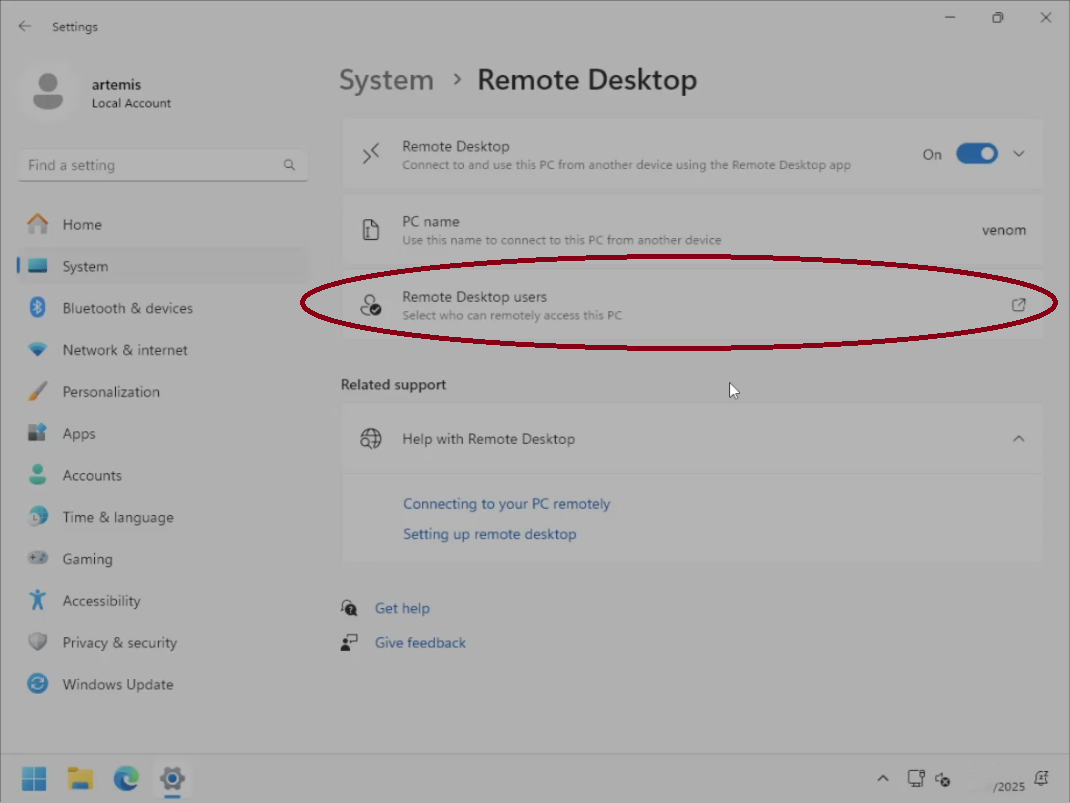 Settings
artemis
Local Account
Find a setting
Home
System
Bluetooth & devices
Network & internet
Personalization
Apps
Accounts
Time & language
Gaming
Accessibility
Privacy & security
Windows Update
System › Remote Desktop
Remote Desktop
Connect to and use this PC from another device using the Remote Desktop app
On
PC name
Use this name to connect to this PC from another device
venom
Remote Desktop users
Select who can remotely access this PC
Related support
Help with Remote Desktop
Connecting to your PC remotely
Setting up remote desktop
Get help
Give feedback
/2025